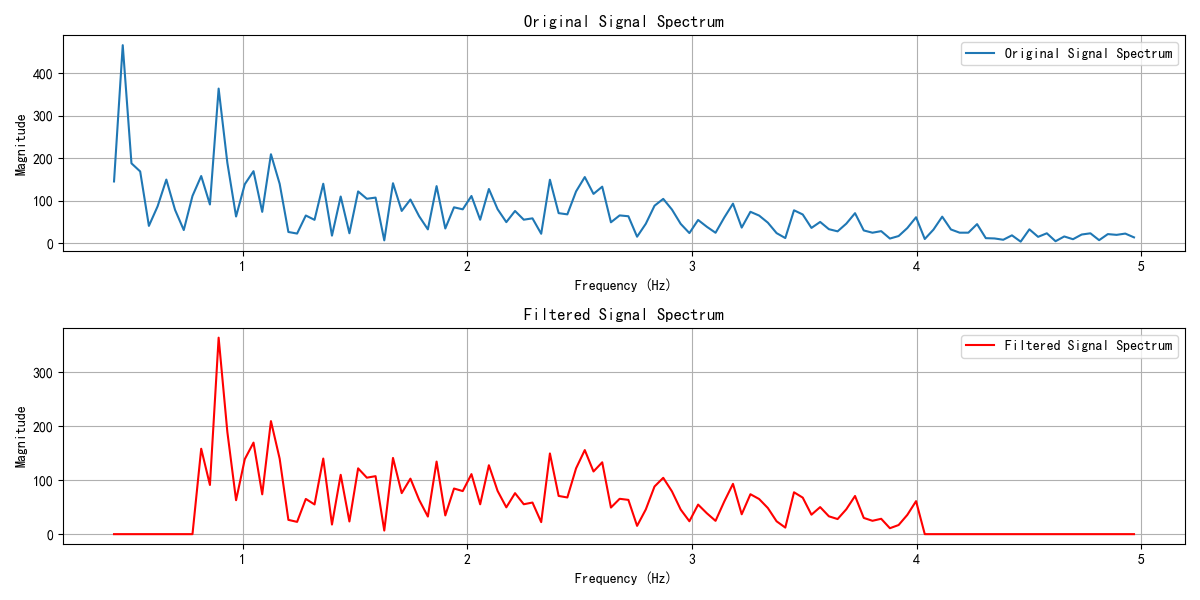 Original Signal Spectrum
Original Signal Spectrum
Magnitude
400
300
200
100
0
1
2
3
4
5
Frequency (Hz)
Filtered Signal Spectrum
Filtered Signal Spectrum
Magnitude
300
200
100
0
1
2
3
4
5
Frequency (Hz)